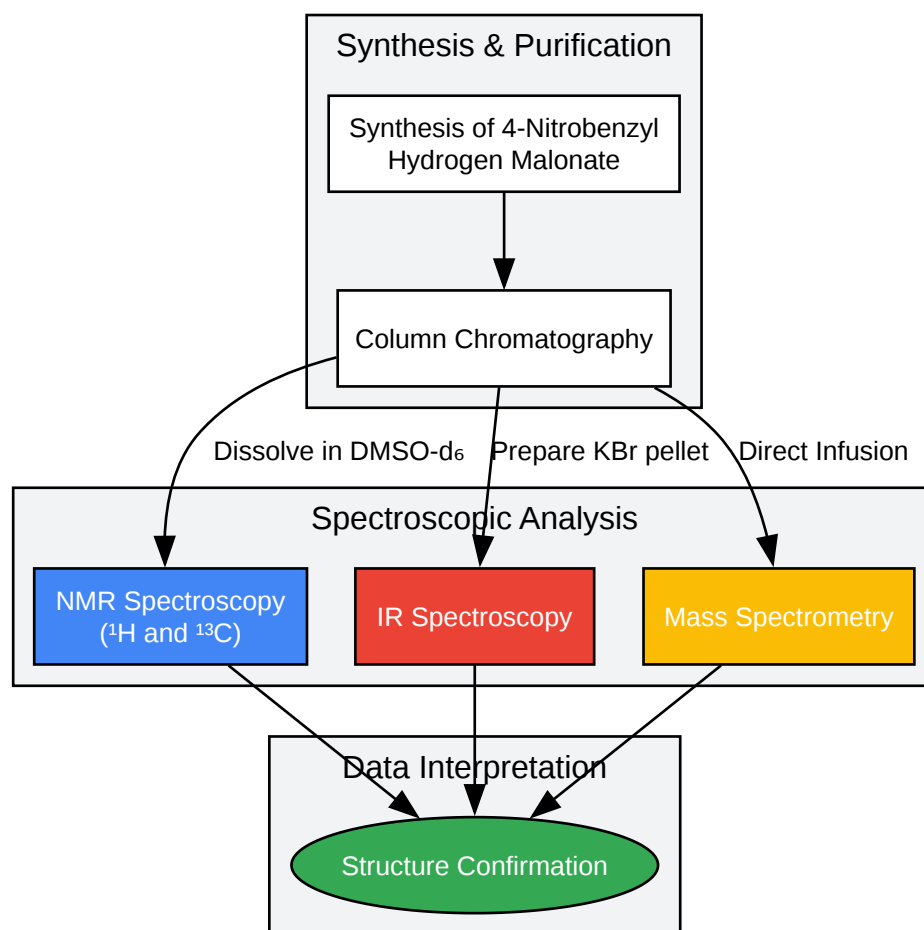 Synthesis & Purification
Synthesis of 4-Nitrobenzyl
Hydrogen Malonate
Column Chromatography
Dissolve in DMSO-d₆
Prepare KBr pellet
Direct Infusion
Spectroscopic Analysis
NMR Spectroscopy
(¹H and ¹³C)
IR Spectroscopy
Mass Spectrometry
Data Interpretation
Structure Confirmation